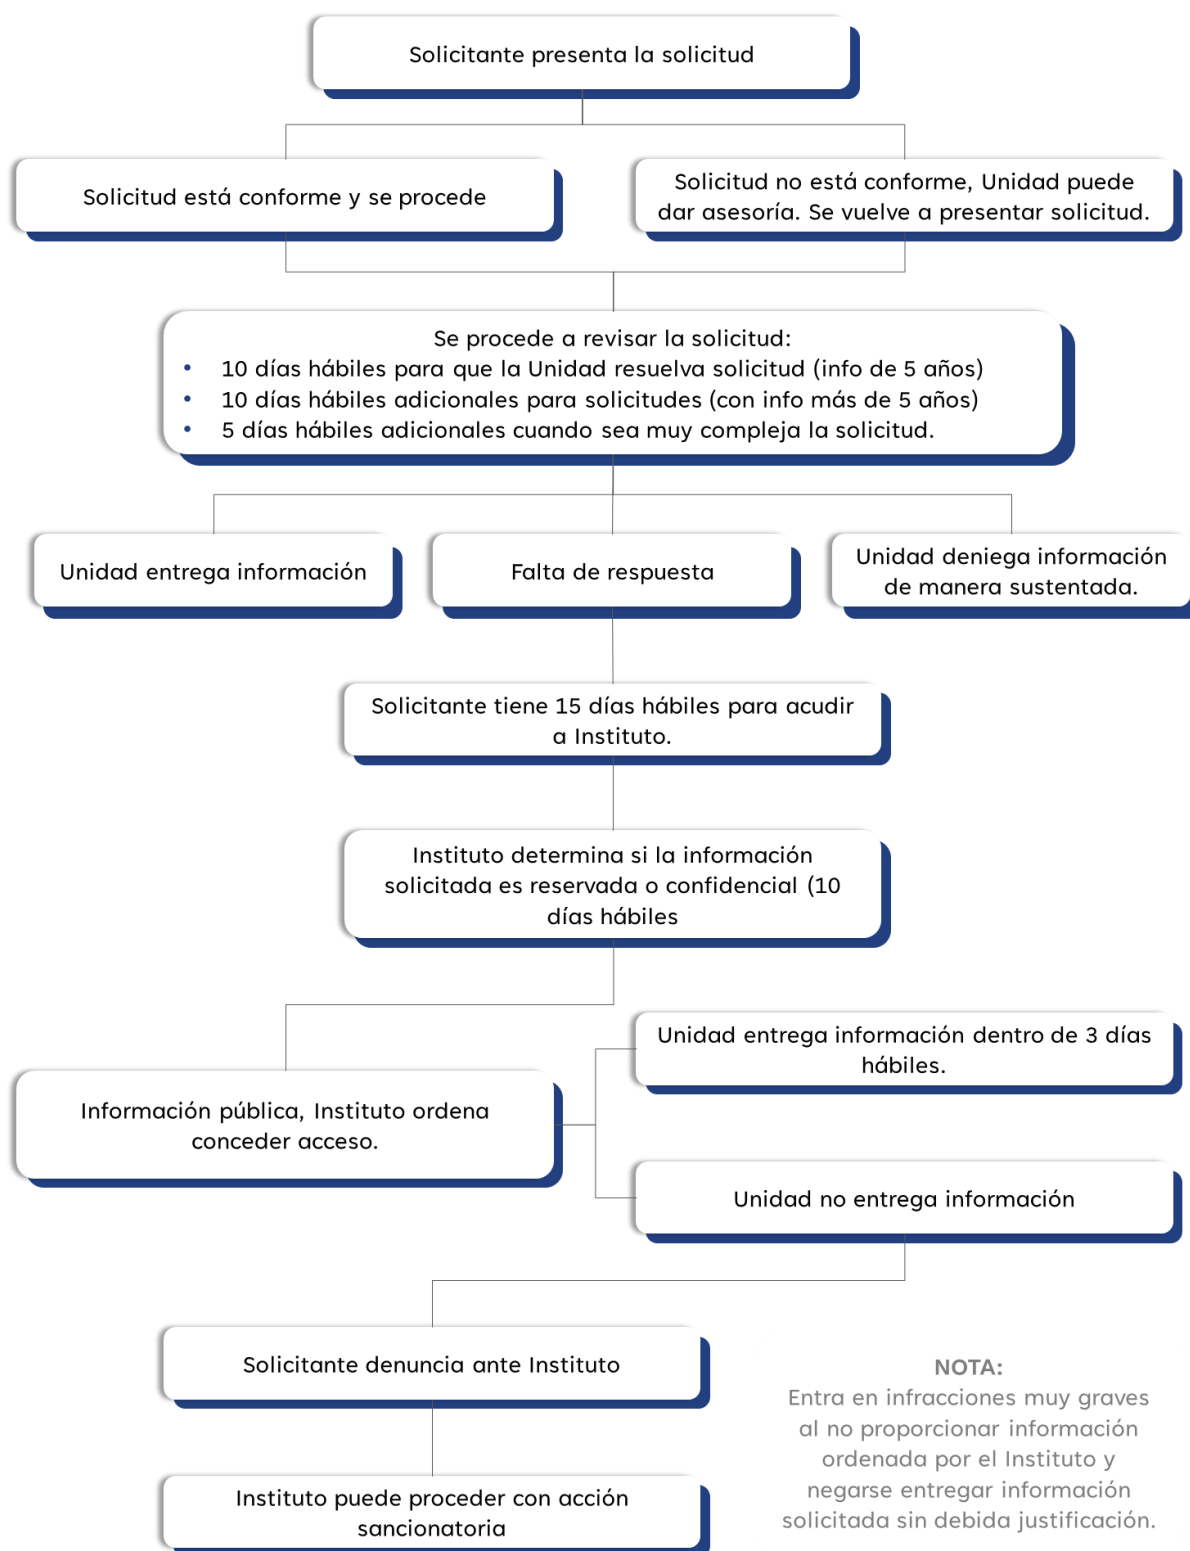 Solicitante presenta la solicitud
Solicitud está conforme y se procede
Solicitud no está conforme, Unidad puede
dar asesoría. Se vuelve a presentar solicitud.
Se procede a revisar la solicitud:
• 10 días hábiles para que la Unidad resuelva solicitud (info de 5 años)
• 10 días hábiles adicionales para solicitudes (con info más de 5 años)
• 5 días hábiles adicionales cuando sea muy compleja la solicitud.
Unidad entrega información
Falta de respuesta
Unidad deniega información
de manera sustentada.
Solicitante tiene 15 días hábiles para acudir
a Instituto.
Instituto determina si la información
solicitada es reservada o confidencial (10
días hábiles
Unidad entrega información dentro de 3 días
hábiles.
Información pública, Instituto ordena
conceder acceso.
Unidad no entrega información
Solicitante denuncia ante Instituto
Instituto puede proceder con acción
sancionatoria
NOTA:
Entra en infracciones muy graves
al no proporcionar información
ordenada por el Instituto y
negarse entregar información
solicitada sin debida justificación.